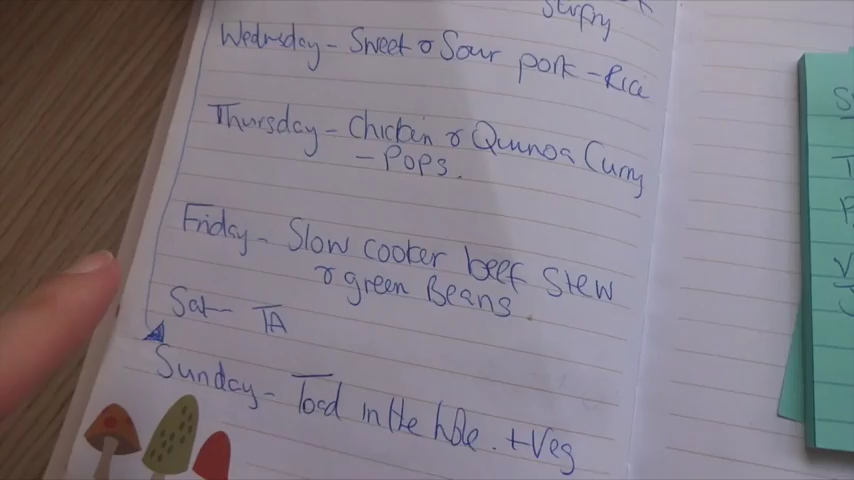 Stirfry
Wednesday - Sweet & Sour pork - Rice
Thursday - Chicken & Quinoa Curry
- Pops.
Friday - Slow cooker beef Stew
& green Beans.
Sat - TA
Sunday - Toad in the hole. + Veg